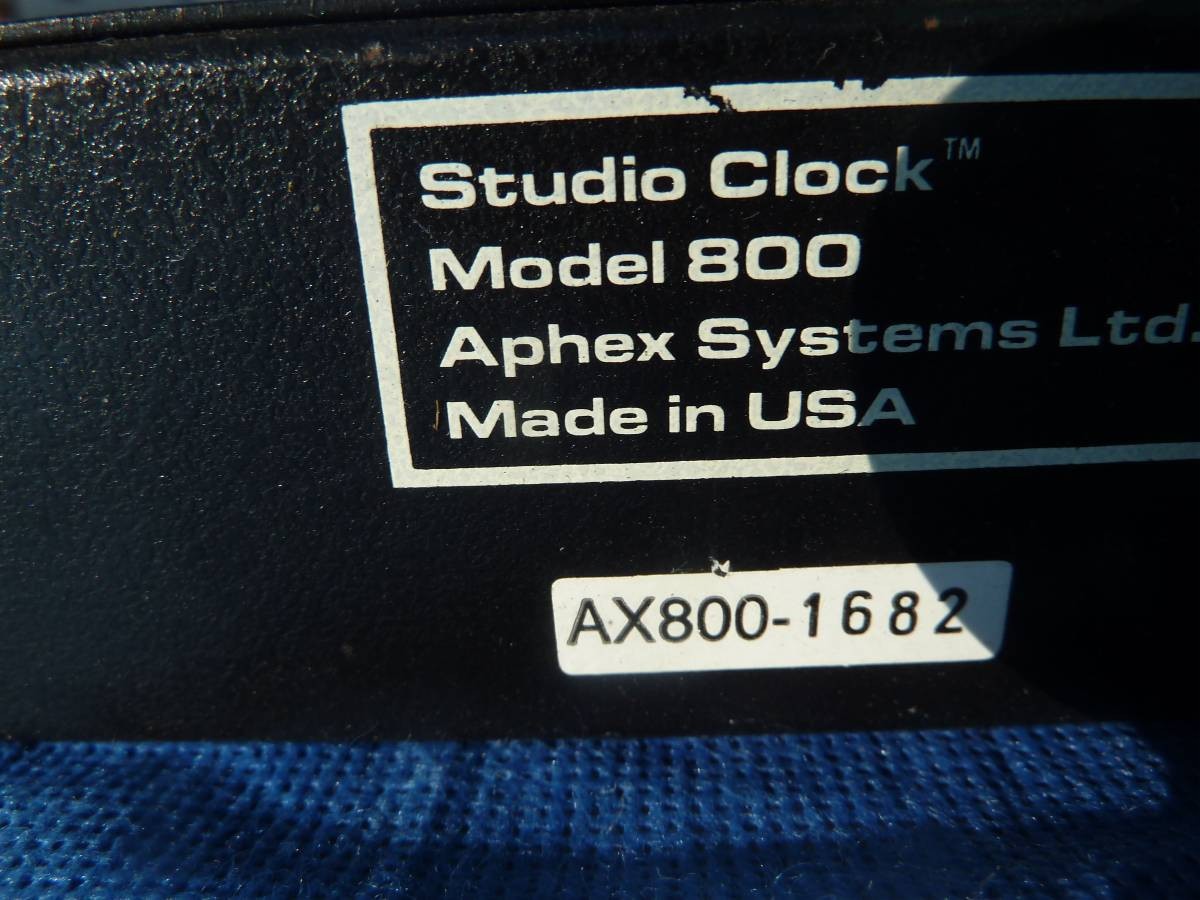 Studio Clock™
Model 800
Aphex Systems Ltd.
Made in USA
AX800-1682